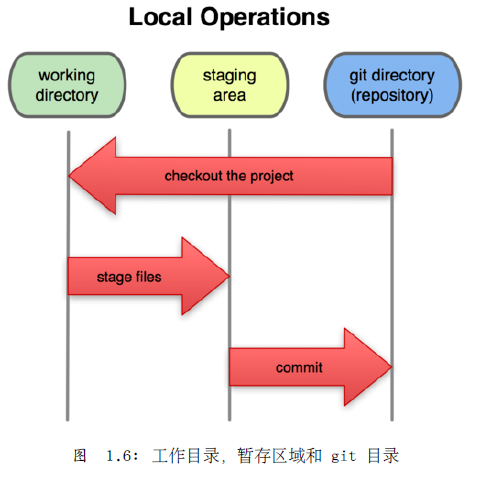 Local Operations
working
directory
staging
area
git directory
(repository)
checkout the project
stage files
commit
图 1.6: 工作目录，暂存区域和 git 目录